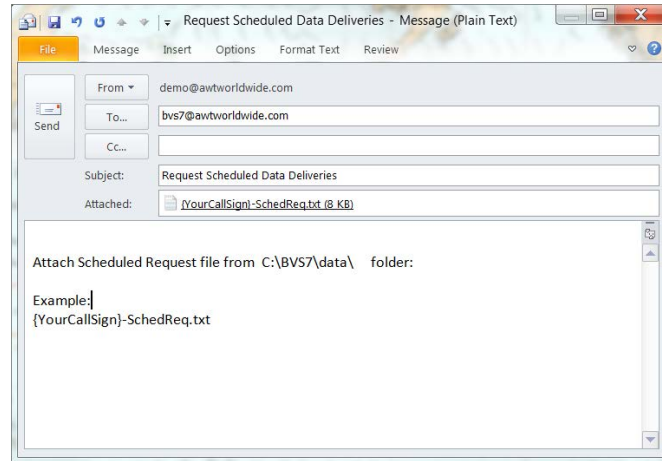 Request Scheduled Data Deliveries - Message (Plain Text)
File Message Insert Options Format Text Review
Send
From demo@awtworldwide.com
To... bvs7@awtworldwide.com
Cc...
Subject: Request Scheduled Data Deliveries
Attached: {YourCallSign}-SchedReq.txt (8 KB)
Attach Scheduled Request file from C:\BVS7\data\ folder:
Example:
{YourCallSign}-SchedReq.txt